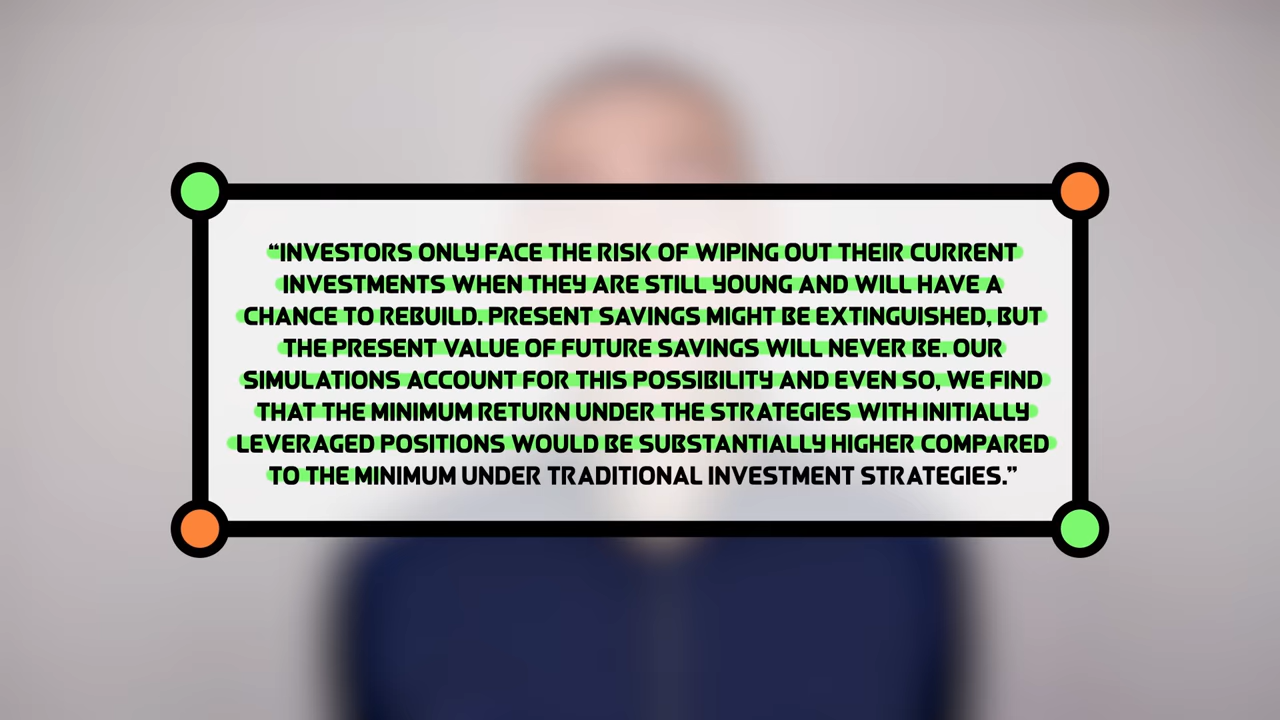 “INVESTORS ONLY FACE THE RISK OF WIPING OUT THEIR CURRENT
INVESTMENTS WHEN THEY ARE STILL YOUNG AND WILL HAVE A
CHANCE TO REBUILD. PRESENT SAVINGS MIGHT BE EXTINGUISHED, BUT
THE PRESENT VALUE OF FUTURE SAVINGS WILL NEVER BE. OUR
SIMULATIONS ACCOUNT FOR THIS POSSIBILITY AND EVEN SO, WE FIND
THAT THE MINIMUM RETURN UNDER THE STRATEGIES WITH INITIALLY
LEVERAGED POSITIONS WOULD BE SUBSTANTIALLY HIGHER COMPARED
TO THE MINIMUM UNDER TRADITIONAL INVESTMENT STRATEGIES.”